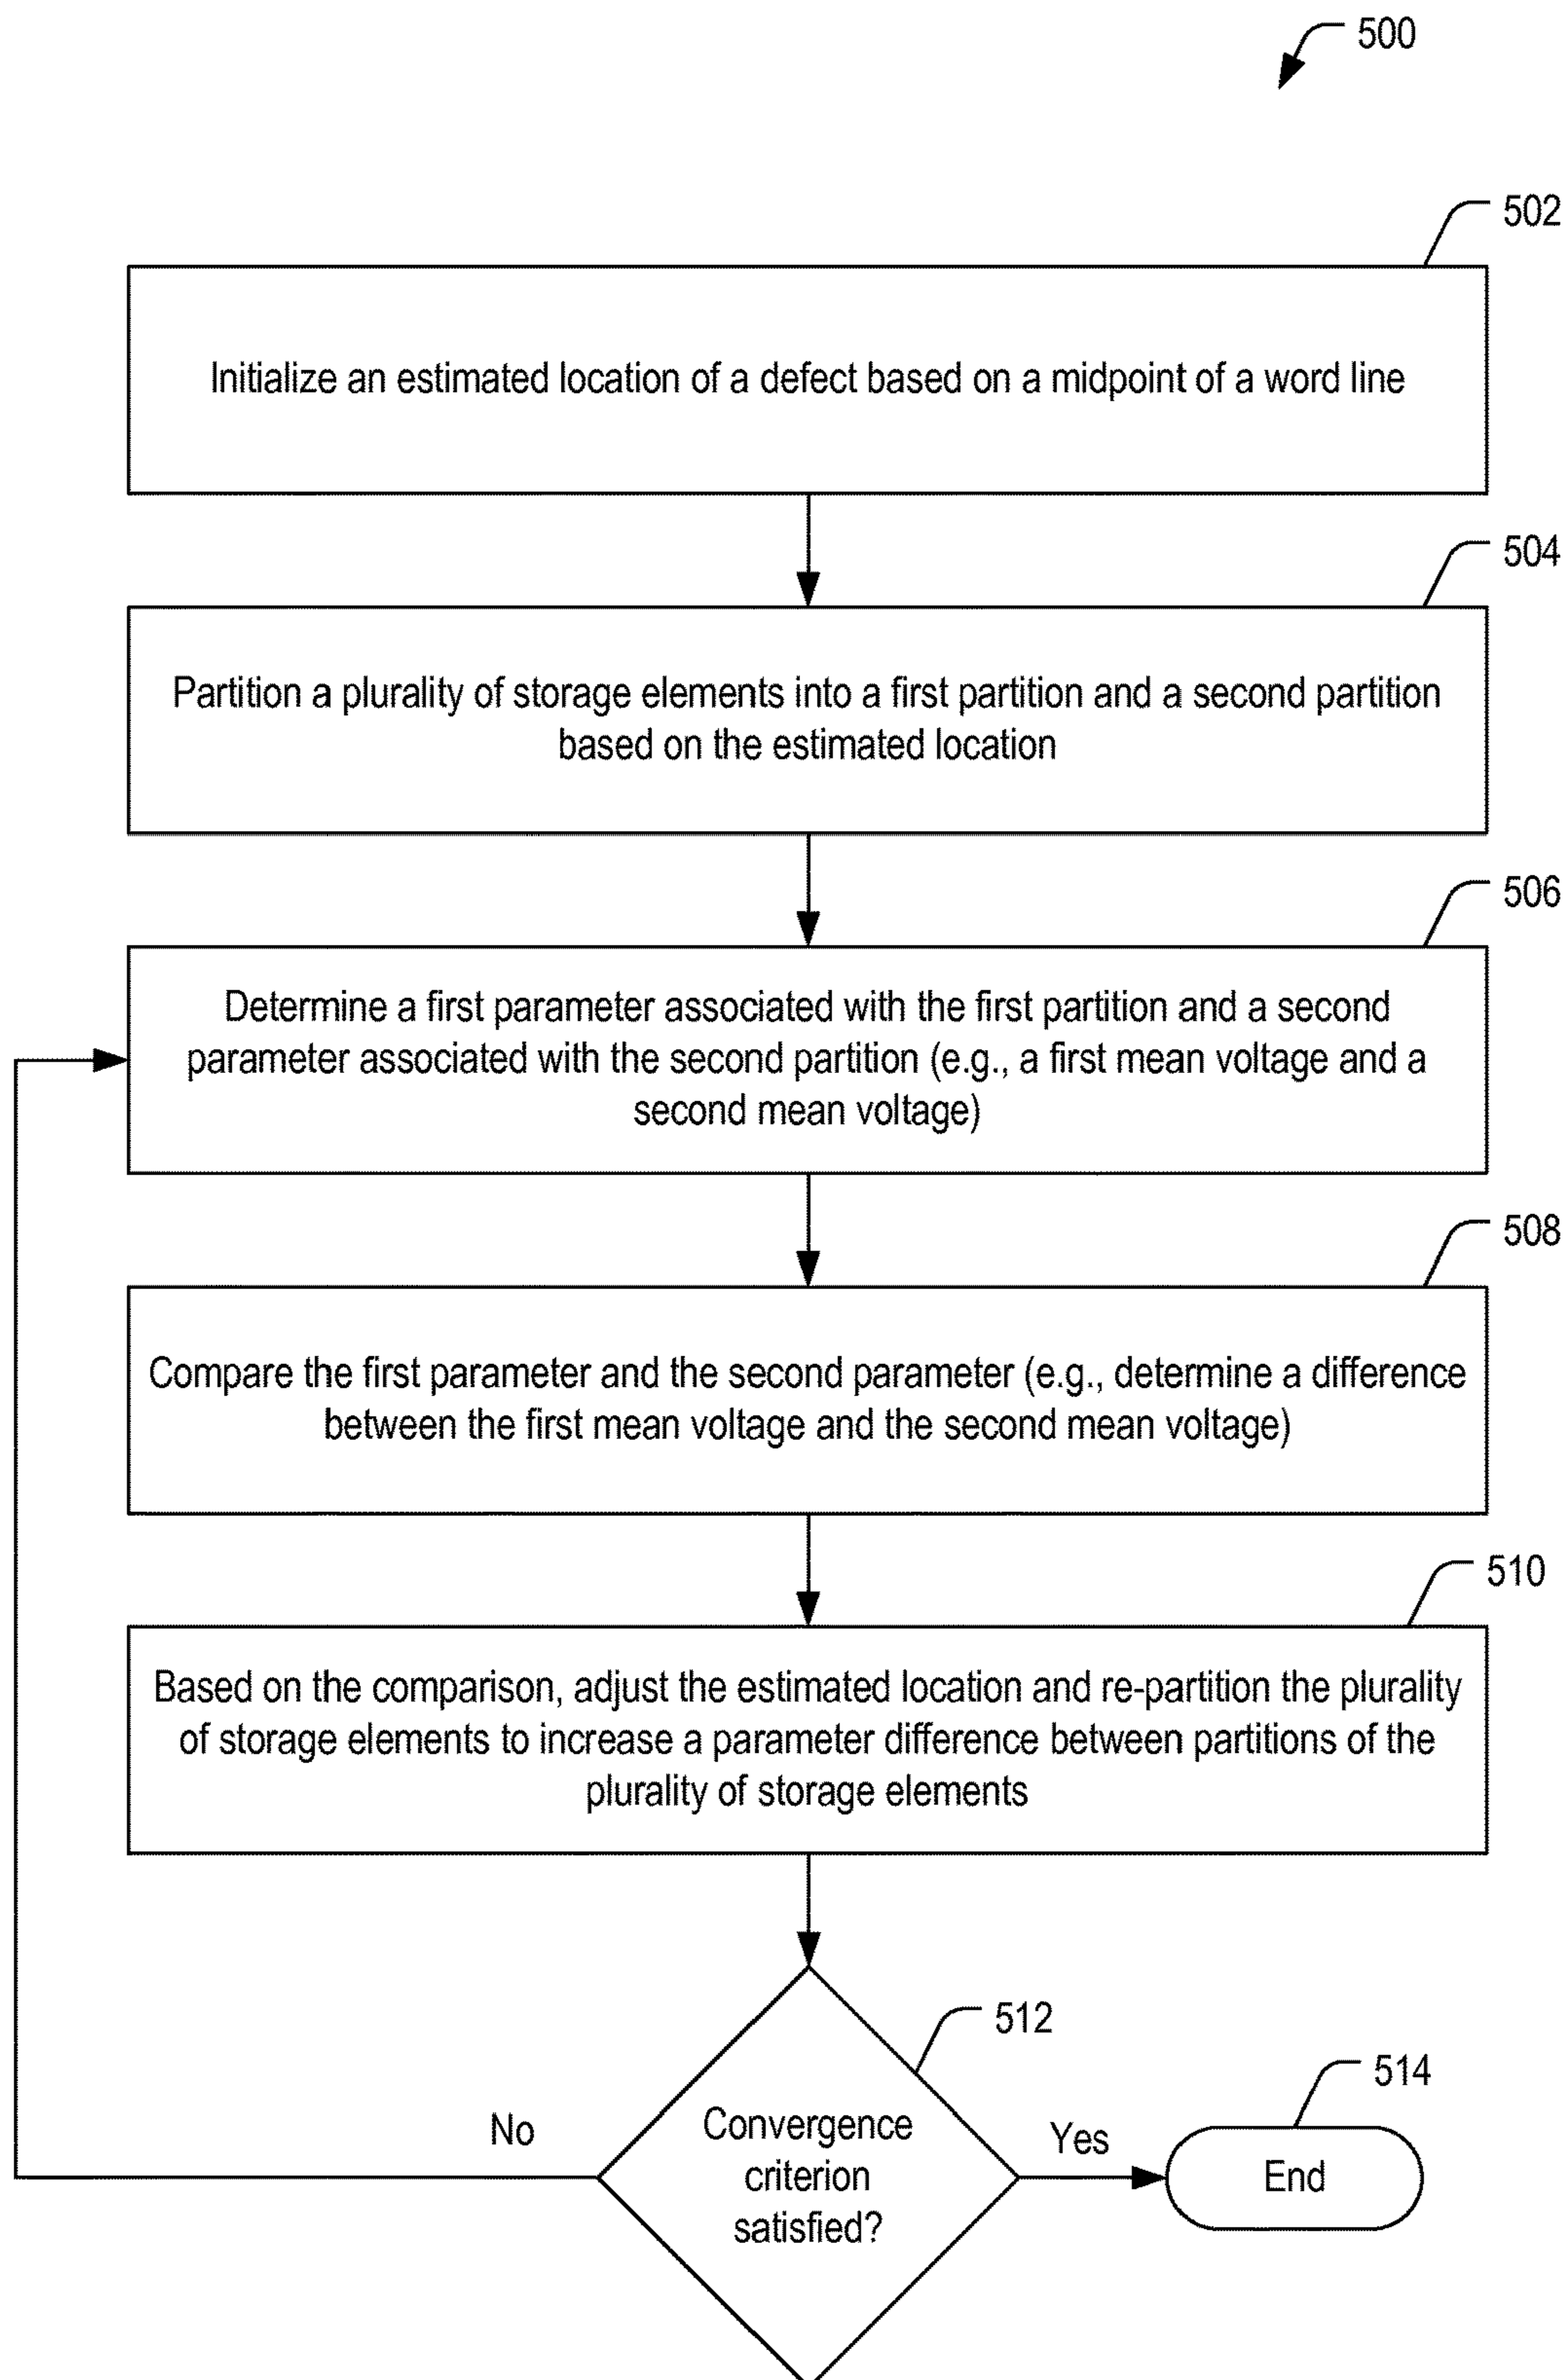 500
502
Initialize an estimated location of a defect based on a midpoint of a word line
504
Partition a plurality of storage elements into a first partition and a second partition
based on the estimated location
506
Determine a first parameter associated with the first partition and a second
parameter associated with the second partition (e.g., a first mean voltage and a
second mean voltage)
508
Compare the first parameter and the second parameter (e.g., determine a difference
between the first mean voltage and the second mean voltage)
510
Based on the comparison, adjust the estimated location and re-partition the plurality
of storage elements to increase a parameter difference between partitions of the
plurality of storage elements
512
514
No
Convergence
criterion
satisfied?
Yes
End